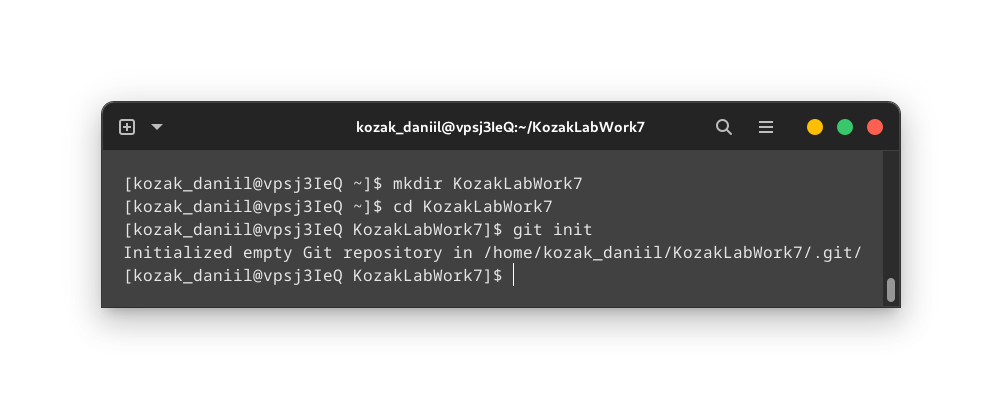 kozak_daniil@vpsj3IeQ:~/KozakLabWork7
[kozak_daniil@vpsj3IeQ ~]$ mkdir KozakLabWork7
[kozak_daniil@vpsj3IeQ ~]$ cd KozakLabWork7
[kozak_daniil@vpsj3IeQ KozakLabWork7]$ git init
Initialized empty Git repository in /home/kozak_daniil/KozakLabWork7/.git/
[kozak_daniil@vpsj3IeQ KozakLabWork7]$